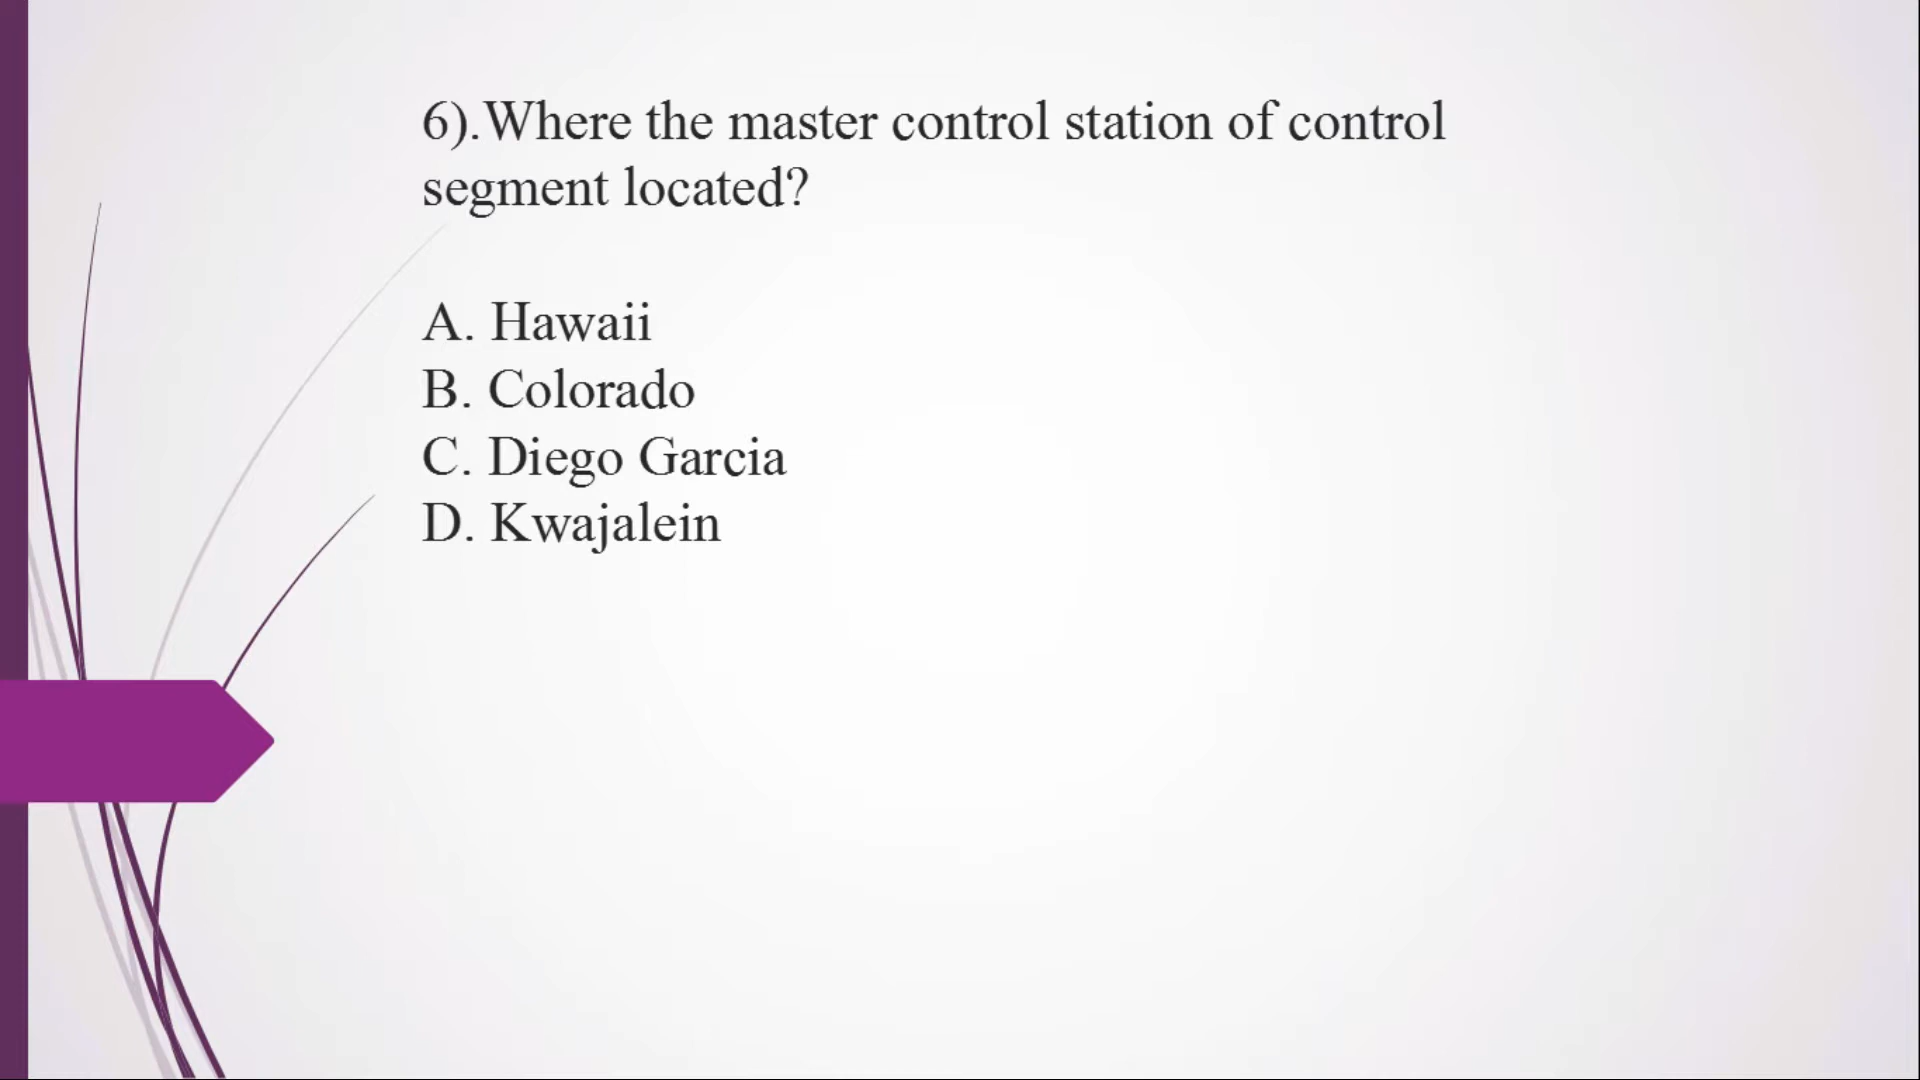 6).Where the master control station of control
segment located?
A. Hawaii
B. Colorado
C. Diego Garcia
D. Kwajalein